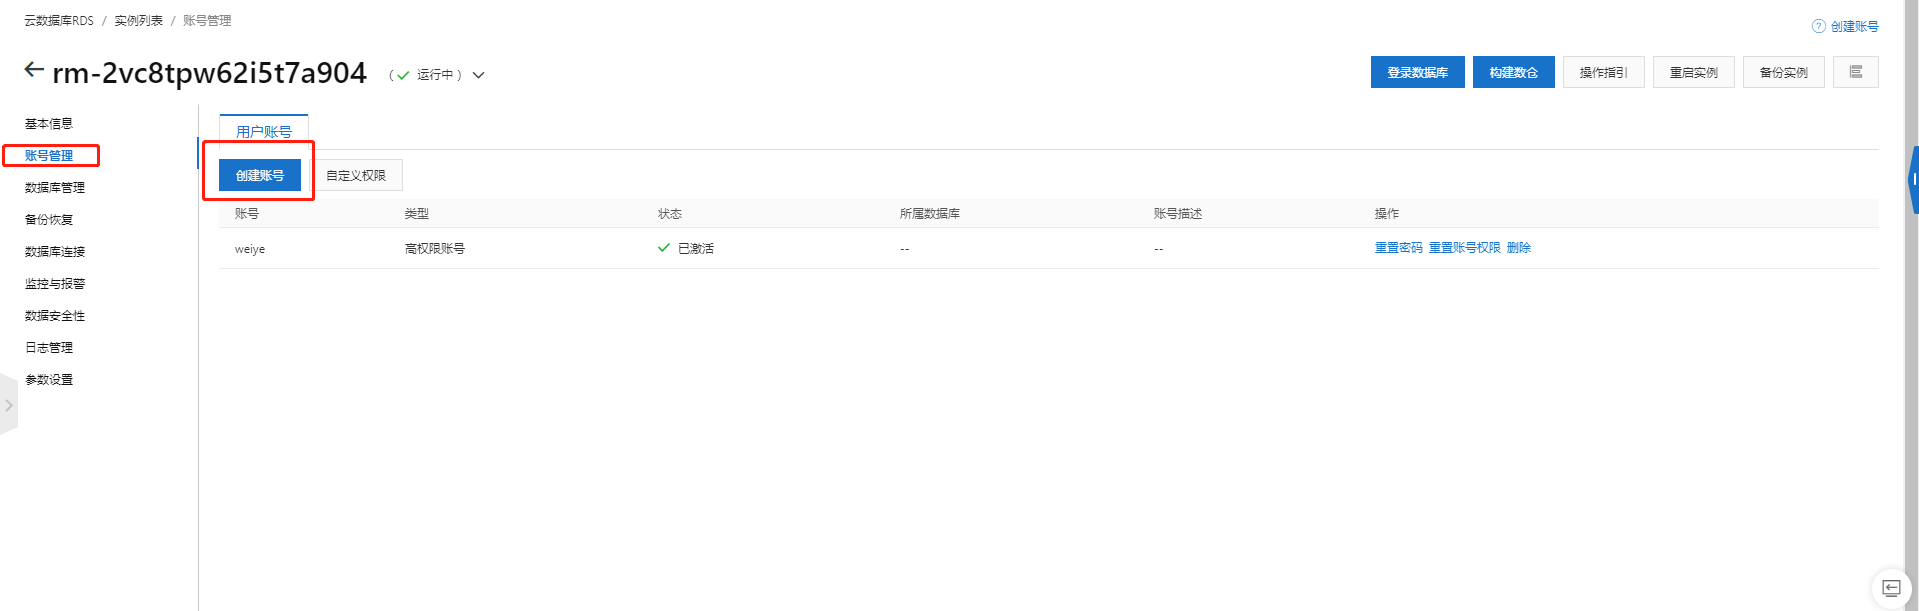 云数据库RDS / 实例列表 / 账号管理
创建账号
rm-2vc8tpw62i5t7a904 ( 运行中 )
登录数据库 构建数仓 操作指引 重启实例 备份实例
基本信息
账号管理
数据库管理
备份恢复
数据库连接
监控与报警
数据安全性
日志管理
参数设置
用户账号
创建账号 自定义权限
账号 类型 状态 所属数据库 账号描述 操作
weiye 高权限账号 已激活 -- -- 重置密码 重置账号权限 删除